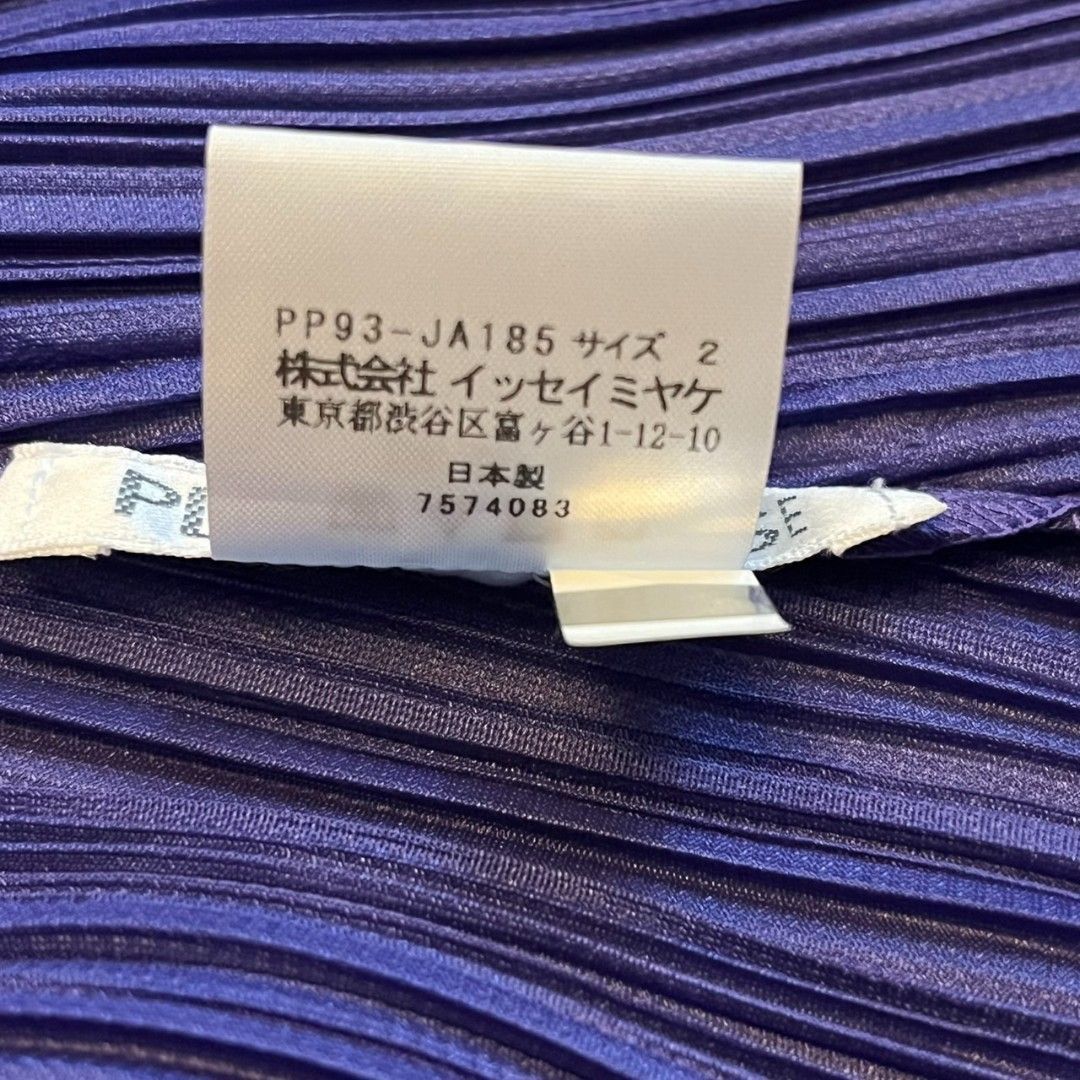 PP93-JA185 サイズ 2
株式会社 イッセイミヤケ
東京都渋谷区富ヶ谷1-12-10
日本製
7574083